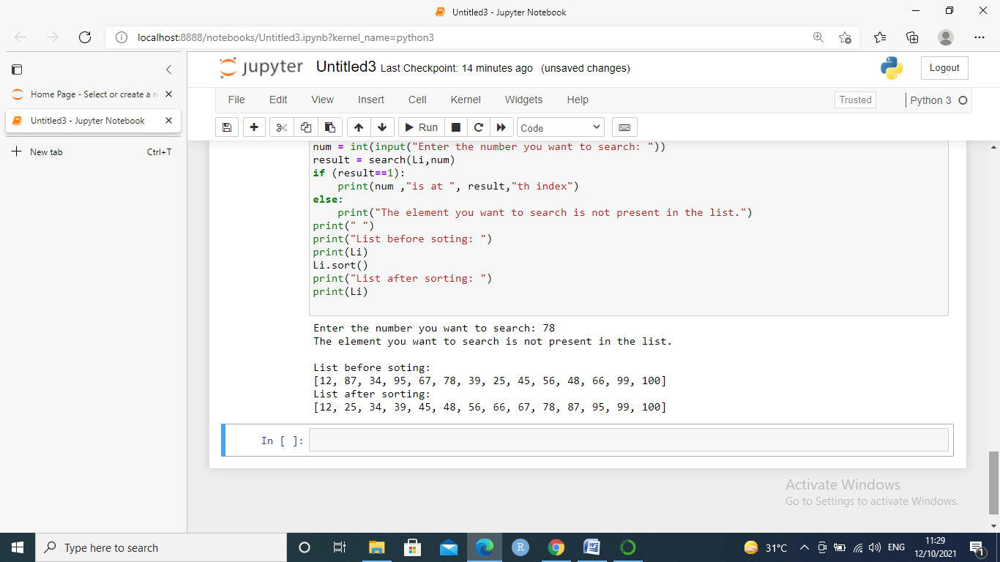 Untitled3 - Jupyter Notebook
localhost:8888/notebooks/Untitled3.ipynb?kernel_name=python3
Home Page - Select or create a n
Untitled3 - Jupyter Notebook
New tab Ctrl+T
jupyter Untitled3 Last Checkpoint: 14 minutes ago (unsaved changes) Logout
File Edit View Insert Cell Kernel Widgets Help Trusted Python 3
Run Code
num = int(input("Enter the number you want to search: "))
result = search(Li,num)
if (result==1):
    print(num ,"is at ", result,"th index")
else:
    print("The element you want to search is not present in the list.")
print(" ")
print("List before soting: ")
print(Li)
Li.sort()
print("List after sorting: ")
print(Li)
Enter the number you want to search: 78
The element you want to search is not present in the list.
List before soting:
[12, 87, 34, 95, 67, 78, 39, 25, 45, 56, 48, 66, 99, 100]
List after sorting:
[12, 25, 34, 39, 45, 48, 56, 66, 67, 78, 87, 95, 99, 100]
In [ ]:
Activate Windows
Go to Settings to activate Windows.
Type here to search
R
W
31°C
ENG
11:29
12/10/2021
1